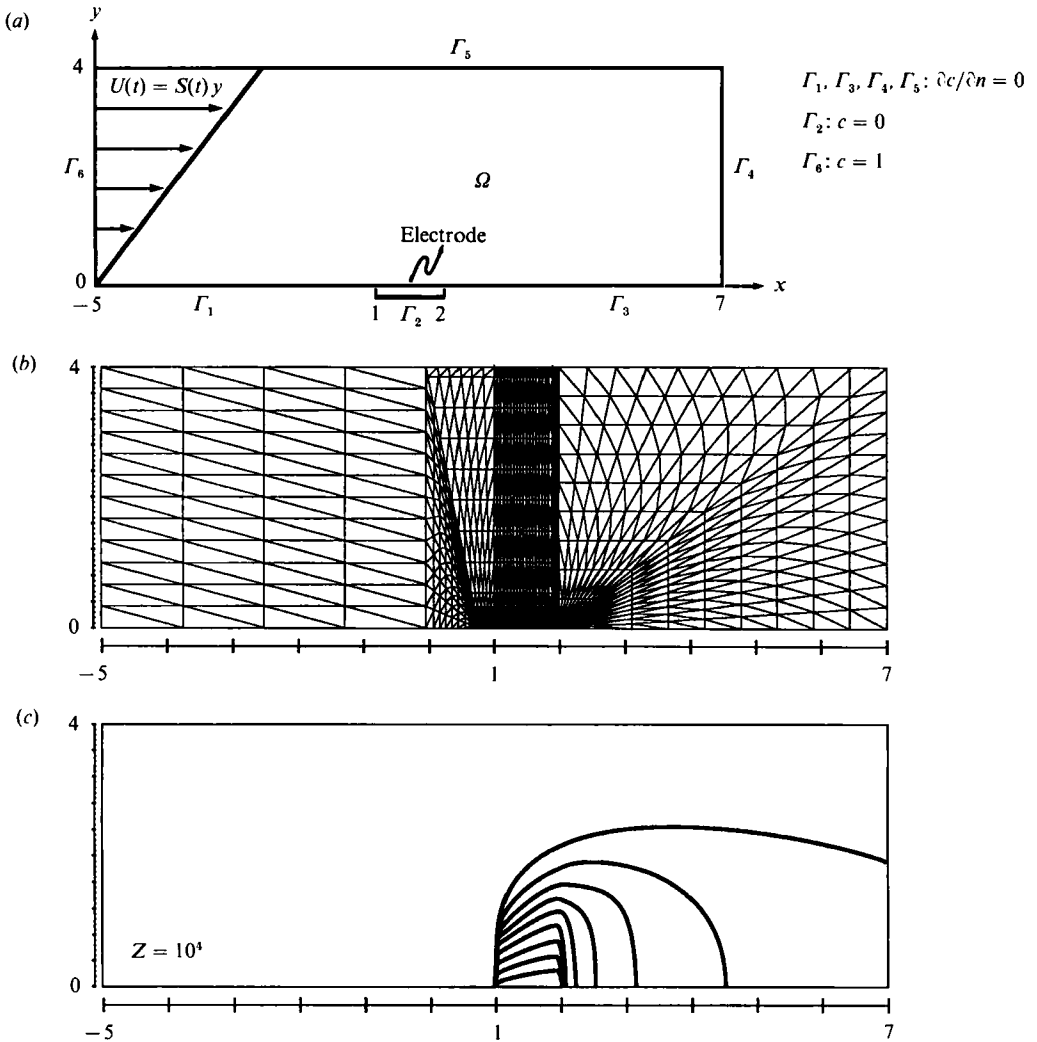 (a)
y
Γ₅
4
U(t) = S(t) y
Γ₁, Γ₃, Γ₄, Γ₅: ∂c/∂n = 0
Γ₂: c = 0
Γ₆: c = 1
Γ₆
Γ₄
Ω
Electrode
0
−5
Γ₁
1
Γ₂
2
Γ₃
7
x
(b)
4
0
−5
1
7
(c)
4
Z = 10⁴
0
−5
1
7